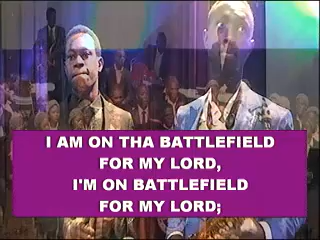 I AM ON THA BATTLEFIELD
FOR MY LORD,
I'M ON BATTLEFIELD
FOR MY LORD;